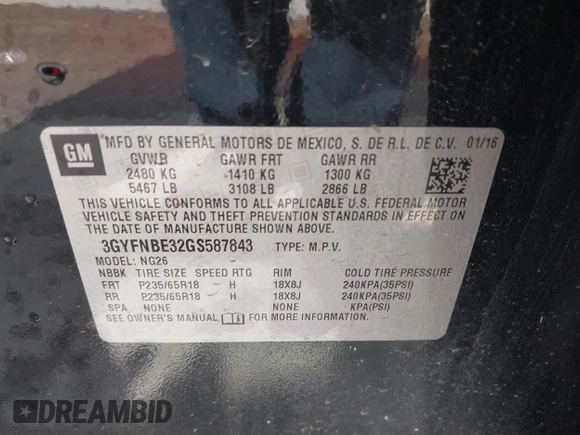 GM
MFD BY GENERAL MOTORS DE MEXICO, S. DE R.L. DE C.V. 01/16
GVWR GAWR FRT GAWR RR
2480 KG 1410 KG 1300 KG
5467 LB 3108 LB 2866 LB
THIS VEHICLE CONFORMS TO ALL APPLICABLE U.S. FEDERAL MOTOR
VEHICLE SAFETY, AND THEFT PREVENTION STANDARDS IN EFFECT ON
THE DATE OF MANUFACTURE SHOWN ABOVE.
3GYFNBE32GS587843 TYPE: M.P.V.
MODEL: NG26
NBBK TIRE SIZE SPEED RTG RIM COLD TIRE PRESSURE
FRT P235/65R18 H 18X8J 240KPA(35PSI)
RR P235/65R18 H 18X8J 240KPA(35PSI)
SPA NONE NONE KPA(PSI)
SEE OWNER'S MANUAL FOR MORE INFORMATION.
DREAMBID